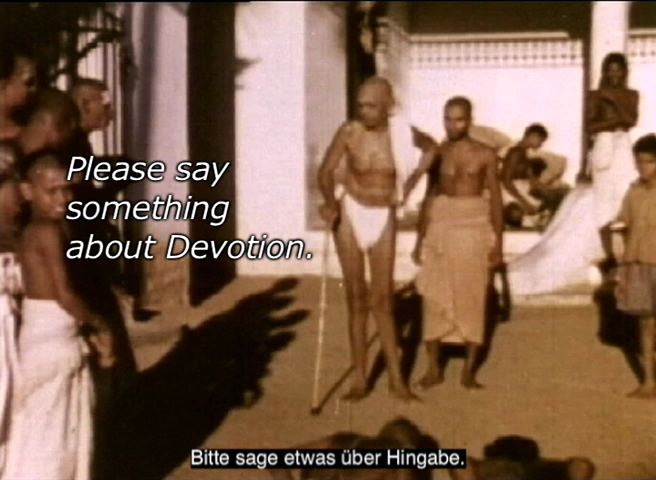 Please say
something
about Devotion.
Bitte sage etwas über Hingabe.